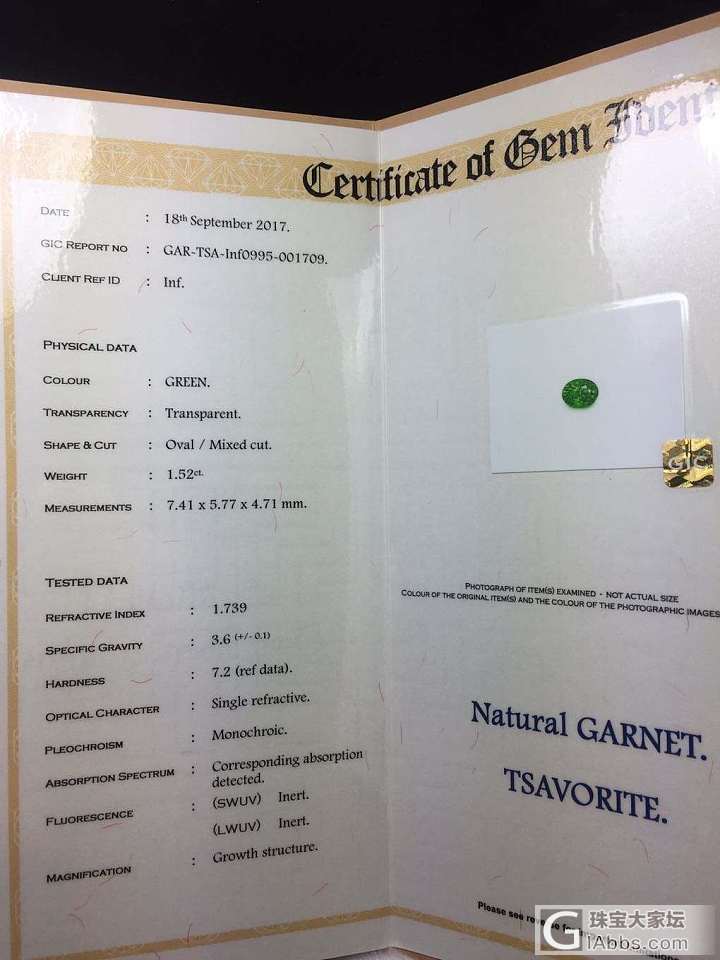 Certificate of Gem Ident
DATE : 18th September 2017.
GIC REPORT NO : GAR-TSA-Inf0995-001709.
CLIENT REF ID : Inf.
PHYSICAL DATA
COLOUR : GREEN.
TRANSPARENCY : Transparent.
SHAPE & CUT : Oval / Mixed cut.
WEIGHT : 1.52ct.
MEASUREMENTS : 7.41 x 5.77 x 4.71 mm.
TESTED DATA
REFRACTIVE INDEX : 1.739
SPECIFIC GRAVITY : 3.6 (+/- 0.1)
HARDNESS : 7.2 (ref data).
OPTICAL CHARACTER : Single refractive.
PLEOCHROISM : Monochroic.
ABSORPTION SPECTRUM : Corresponding absorption
detected.
FLUORESCENCE : (SWUV) Inert.
(LWUV) Inert.
MAGNIFICATION : Growth structure.
GIC
PHOTOGRAPH OF ITEM(S) EXAMINED - NOT ACTUAL SIZE
COLOUR OF THE ORIGINAL ITEM(S) AND THE COLOUR OF THE PHOTOGRAPHIC IMAGES
Natural GARNET.
TSAVORITE.
Please see reverse for
G 珠宝大家坛
iAbbs.com